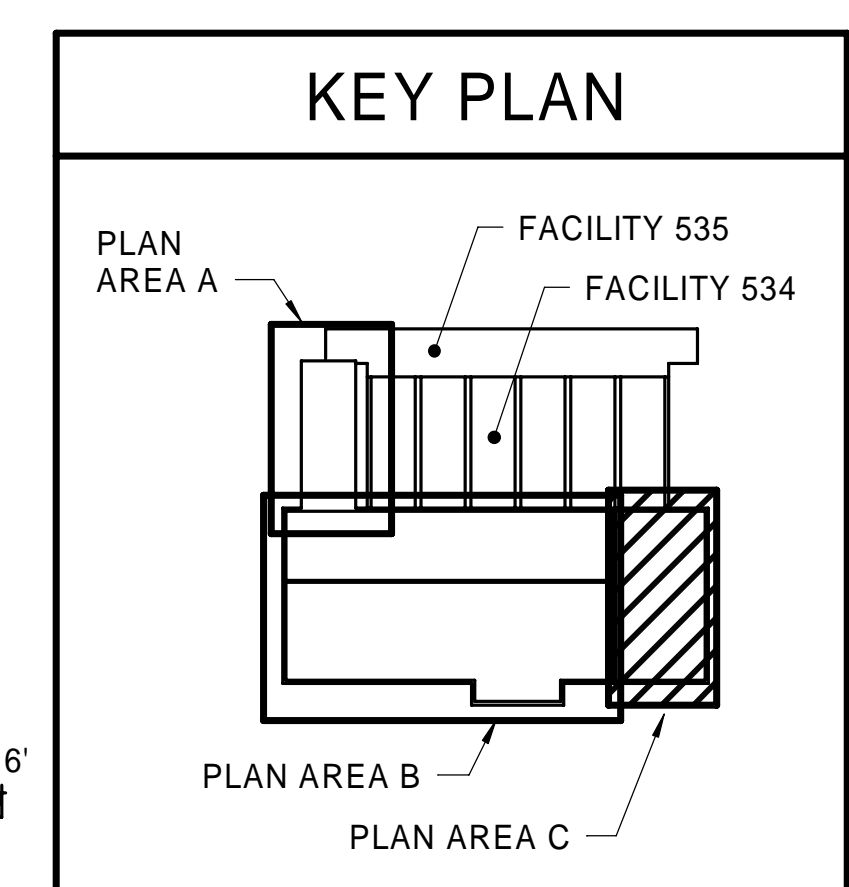 KEY PLAN
FACILITY 535
PLAN
AREA A
FACILITY 534
6'
PLAN AREA B
PLAN AREA C